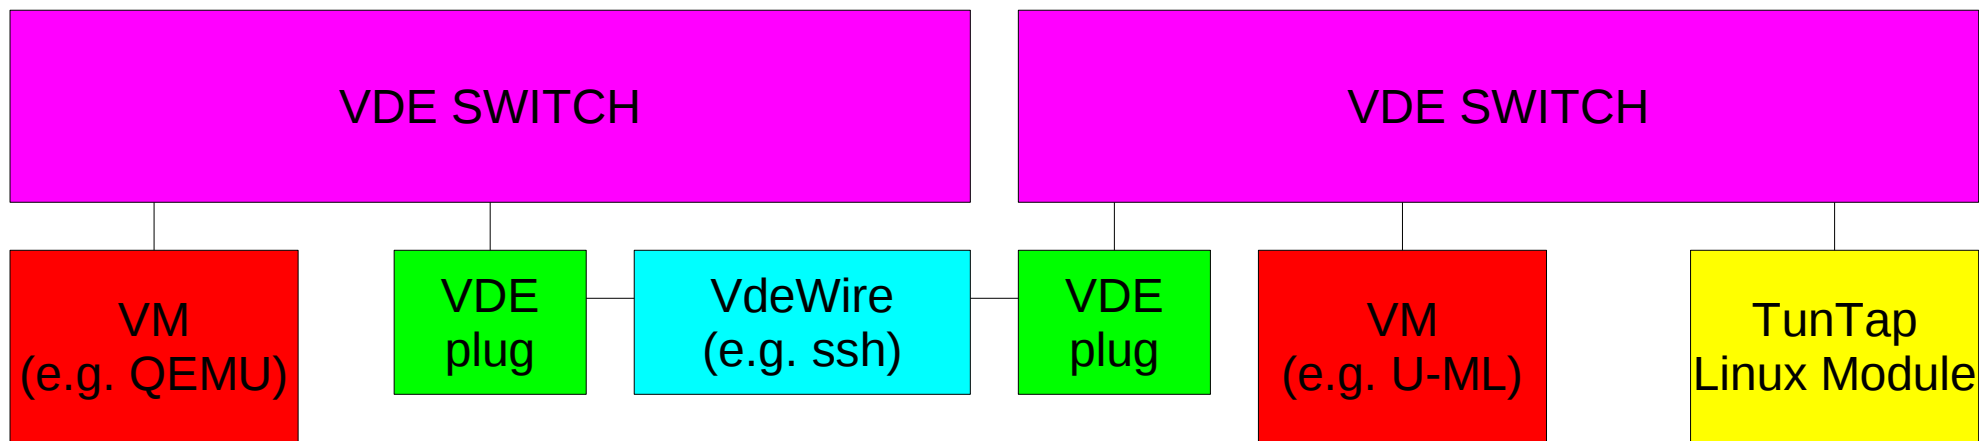 VDE SWITCH
VDE SWITCH
VM
(e.g. QEMU)
VDE
plug
VdeWire
(e.g. ssh)
VDE
plug
VM
(e.g. U-ML)
TunTap
Linux Module